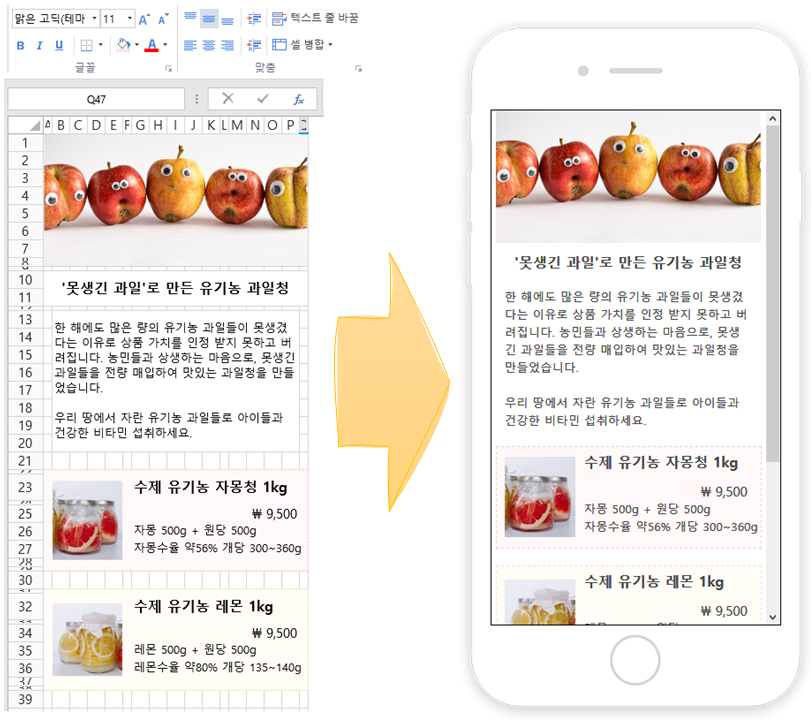 맑은 고딕(테마
11
가
가
텍스트 줄 바꿈
B
I
U
가
셀 병합
글꼴
맞춤
Q47
fx
A B C D E F G H I J K L M N O P
1
2
3
4
5
6
7
8
10
11
13
14
15
16
17
18
19
20
21
23
25
26
27
28
30
32
34
35
36
37
39
'못생긴 과일'로 만든 유기농 과일청
한 해에도 많은 량의 유기농 과일들이 못생겼
다는 이유로 상품 가치를 인정 받지 못하고 버
려집니다. 농민들과 상생하는 마음으로, 못생긴
과일들을 전량 매입하여 맛있는 과일청을 만들
었습니다.
우리 땅에서 자란 유기농 과일들로 아이들과
건강한 비타민 섭취하세요.
수제 유기농 자몽청 1kg
₩ 9,500
자몽 500g + 원당 500g
자몽수율 약56% 개당 300~360g
수제 유기농 레몬 1kg
₩ 9,500
레몬 500g + 원당 500g
레몬수율 약80% 개당 135~140g
'못생긴 과일'로 만든 유기농 과일청
한 해에도 많은 량의 유기농 과일들이 못생겼
다는 이유로 상품 가치를 인정 받지 못하고 버
려집니다. 농민들과 상생하는 마음으로, 못생
긴 과일들을 전량 매입하여 맛있는 과일청을
만들었습니다.
우리 땅에서 자란 유기농 과일들로 아이들과
건강한 비타민 섭취하세요.
수제 유기농 자몽청 1kg
₩ 9,500
자몽 500g + 원당 500g
자몽수율 약56% 개당 300~360g
수제 유기농 레몬 1kg
₩ 9,500